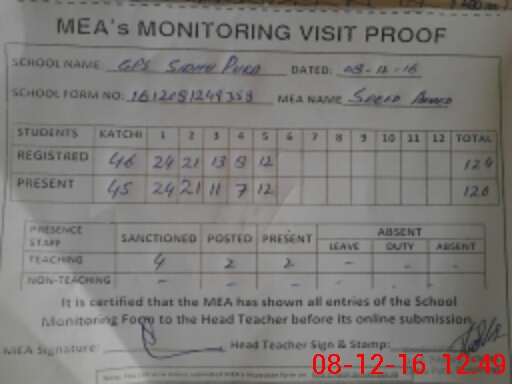 MEA's MONITORING VISIT PROOF
SCHOOL NAME: GPS DATED: 08-12-16
SCHOOL FORM NO: MEA NAME Ahmed
STUDENTS KATCHI 1 2 3 4 5 6 7 8 9 10 11 12 TOTAL
REGISTRED 46 24 21 13 8 12 124
PRESENT 45 24 21 11 7 12 120
PRESENCE SANCTIONED POSTED PRESENT ABSENT
STAFF LEAVE DUTY ABSENT
TEACHING 4 2 2 - - -
NON-TEACHING - - - - - -
It is certified that the MEA has shown all entries of the School
Monitoring Form to the Head Teacher before its online submission
MEA Signature: Head Teacher Sign & Stamp:
08-12-16 12:49